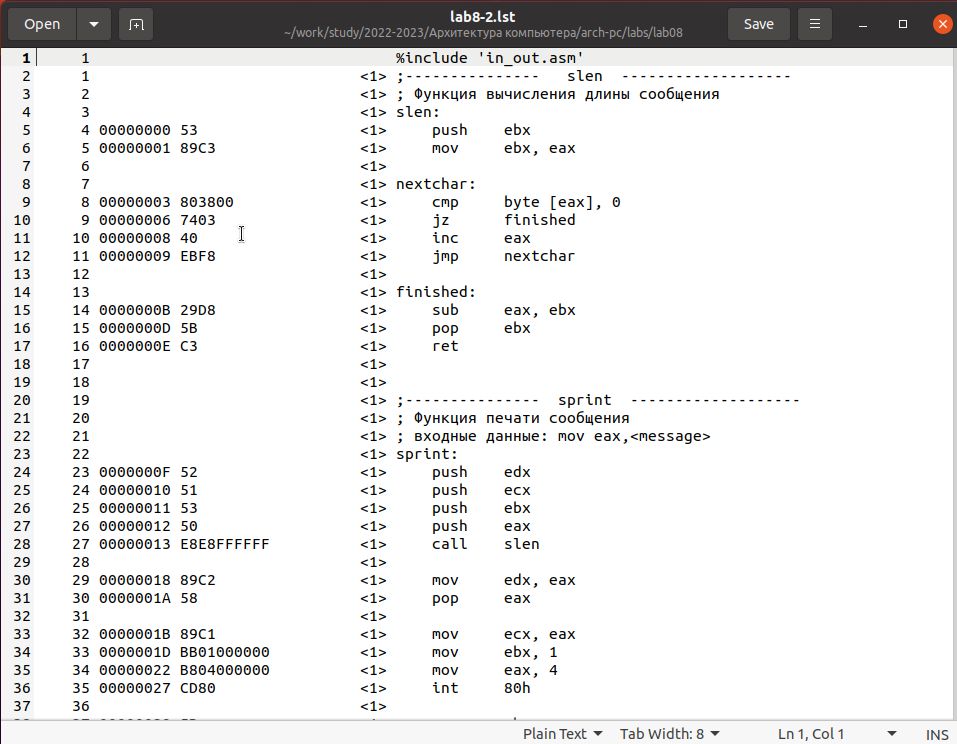 Open
lab8-2.lst
~/work/study/2022-2023/Архитектура компьютера/arch-pc/labs/lab08
Save
1 1 %include 'in_out.asm'
2 1 <1> ;--------------- slen -------------------
3 2 <1> ; Функция вычисления длины сообщения
4 3 <1> slen:
5 4 00000000 53 <1> push ebx
6 5 00000001 89C3 <1> mov ebx, eax
7 6 <1>
8 7 <1> nextchar:
9 8 00000003 803800 <1> cmp byte [eax], 0
10 9 00000006 7403 <1> jz finished
11 10 00000008 40 <1> inc eax
12 11 00000009 EBF8 <1> jmp nextchar
13 12 <1>
14 13 <1> finished:
15 14 0000000B 29D8 <1> sub eax, ebx
16 15 0000000D 5B <1> pop ebx
17 16 0000000E C3 <1> ret
18 17 <1>
19 18 <1>
20 19 <1> ;--------------- sprint -------------------
21 20 <1> ; Функция печати сообщения
22 21 <1> ; входные данные: mov eax,<message>
23 22 <1> sprint:
24 23 0000000F 52 <1> push edx
25 24 00000010 51 <1> push ecx
26 25 00000011 53 <1> push ebx
27 26 00000012 50 <1> push eax
28 27 00000013 E8E8FFFFFF <1> call slen
29 28 <1>
30 29 00000018 89C2 <1> mov edx, eax
31 30 0000001A 58 <1> pop eax
32 31 <1>
33 32 0000001B 89C1 <1> mov ecx, eax
34 33 0000001D BB01000000 <1> mov ebx, 1
35 34 00000022 B804000000 <1> mov eax, 4
36 35 00000027 CD80 <1> int 80h
37 36 <1>
Plain Text Tab Width: 8 Ln 1, Col 1 INS